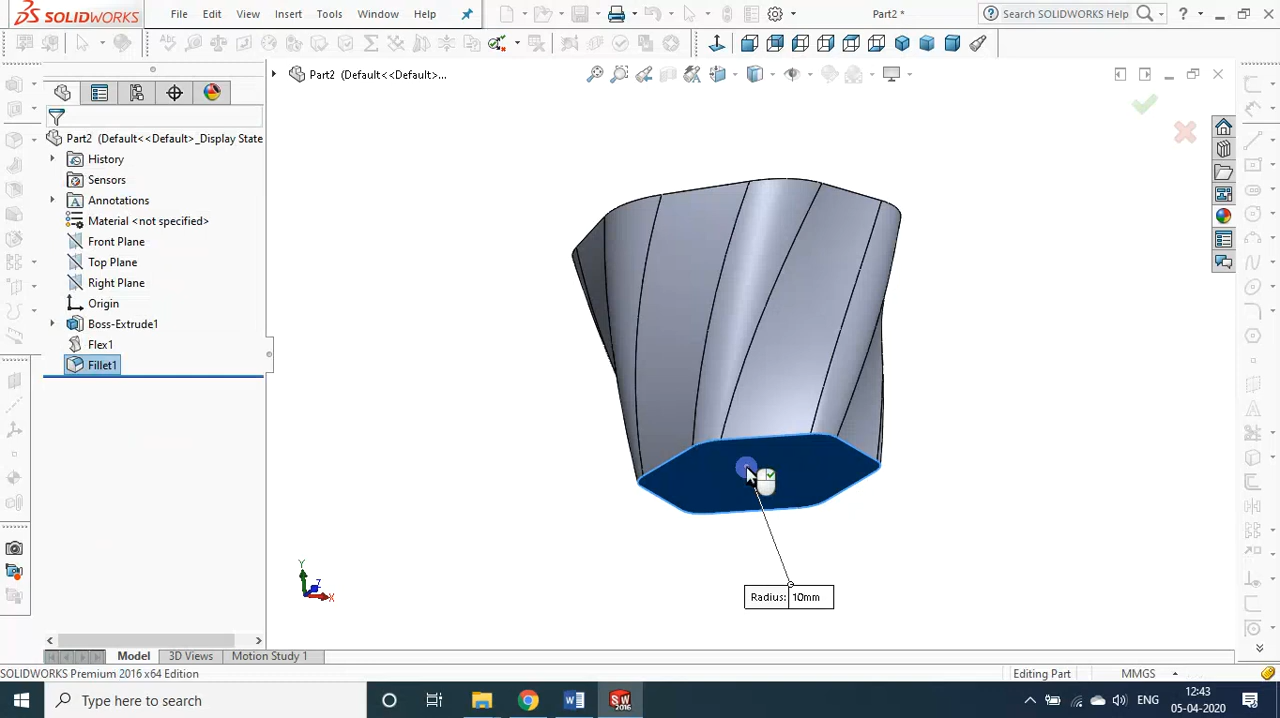 SOLIDWORKS File Edit View Insert Tools Window Help Part2 * Search SOLIDWORKS Help ?
Part2 (Default<<Default>...
Part2 (Default<<Default>_Display State
History
Sensors
Annotations
Material <not specified>
Front Plane
Top Plane
Right Plane
Origin
Boss-Extrude1
Flex1
Fillet1
Y
Z
X
Radius: 10mm
Model 3D Views Motion Study 1
SOLIDWORKS Premium 2016 x64 Edition Editing Part MMGS
Type here to search ENG 12:43
05-04-2020